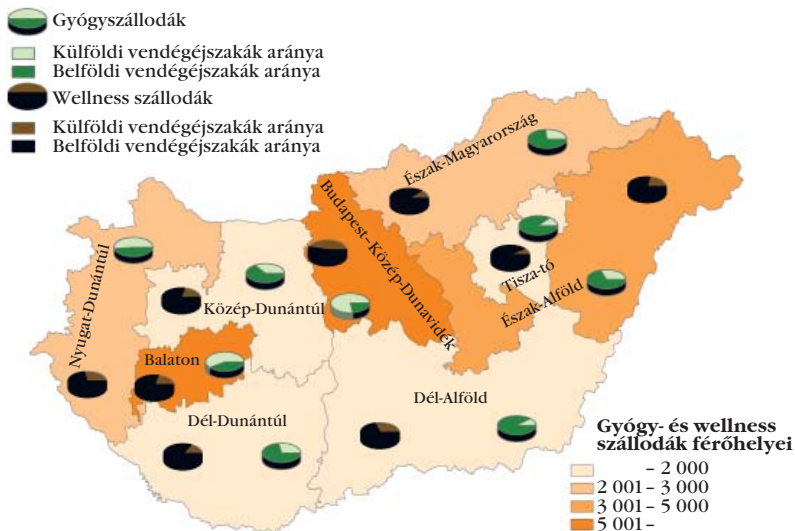 Gyógyszállodák
Külföldi vendégéjszakák aránya
Belföldi vendégéjszakák aránya
Wellness szállodák
Külföldi vendégéjszakák aránya
Belföldi vendégéjszakák aránya
Észak-Magyarország
Budapest–Közép-Dunavidék
Tisza-tó
Észak-Alföld
Nyugat-Dunántúl
Közép-Dunántúl
Balaton
Dél-Dunántúl
Dél-Alföld
Gyógy- és wellness
szállodák férőhelyei
– 2 000
2 001 – 3 000
3 001 – 5 000
5 001 –